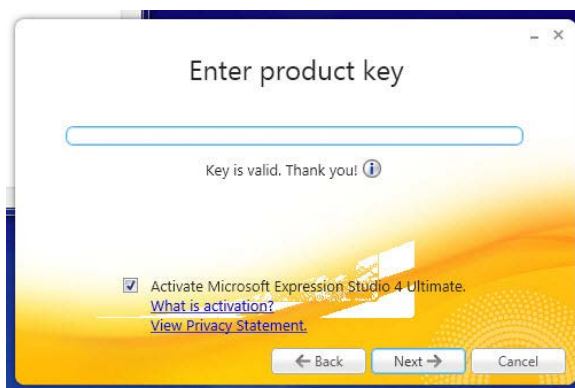 Enter product key
Key is valid. Thank you!
Activate Microsoft Expression Studio 4 Ultimate.
What is activation?
View Privacy Statement.
← Back
Next →
Cancel